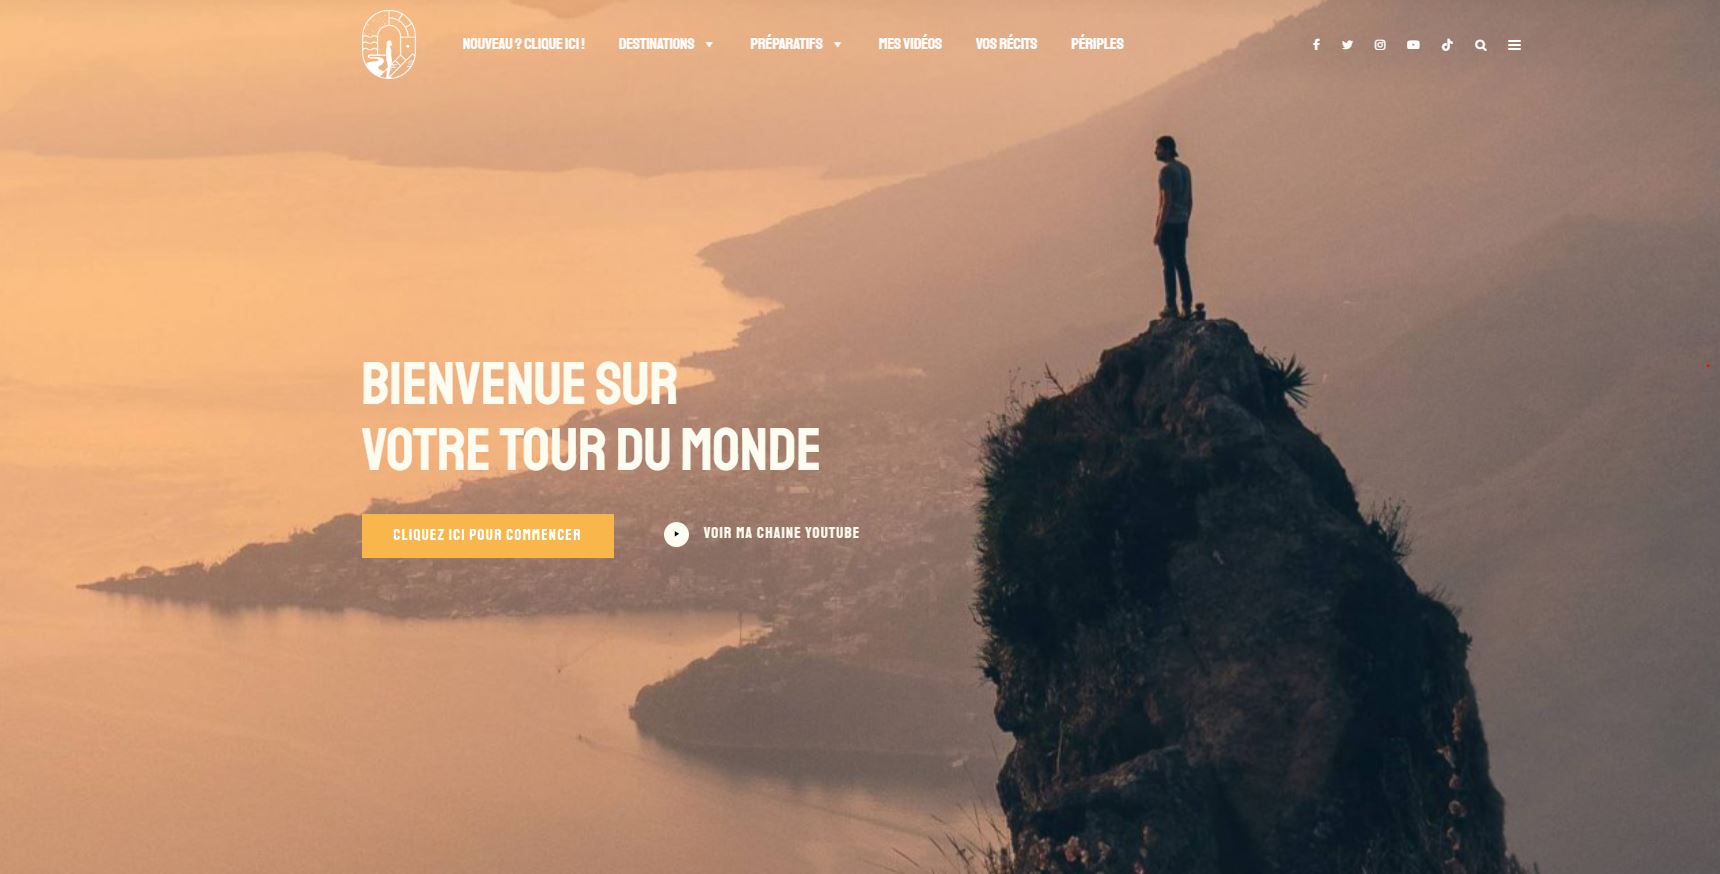 NOUVEAU ? CLIQUE ICI !
DESTINATIONS
PRÉPARATIFS
MES VIDÉOS
VOS RÉCITS
PÉRIPLES
BIENVENUE SUR
VOTRE TOUR DU MONDE
CLIQUEZ ICI POUR COMMENCER
VOIR MA CHAINE YOUTUBE